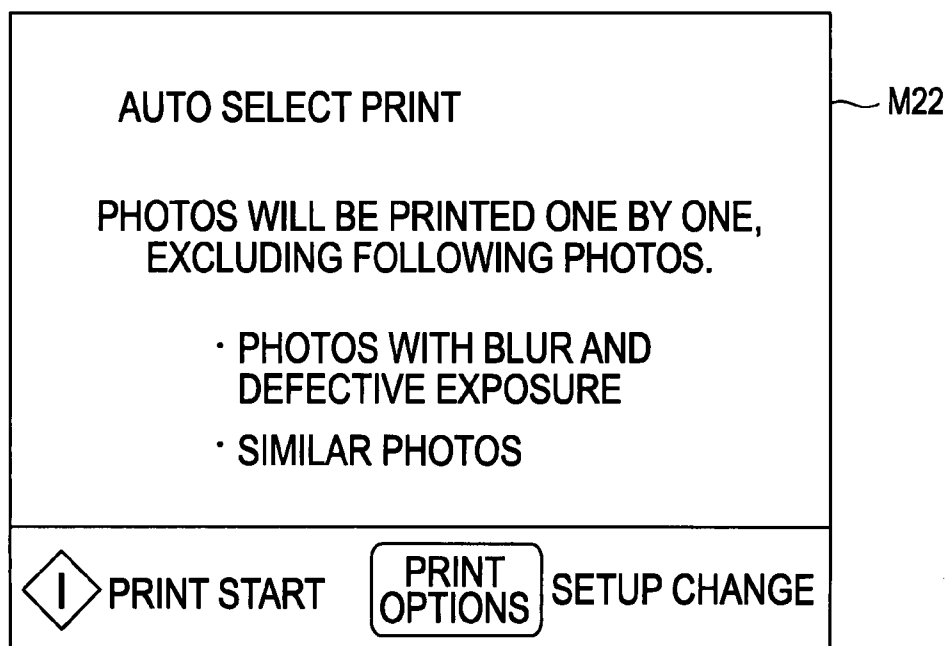 AUTO SELECT PRINT
M22
PHOTOS WILL BE PRINTED ONE BY ONE,
EXCLUDING FOLLOWING PHOTOS.
· PHOTOS WITH BLUR AND
DEFECTIVE EXPOSURE
· SIMILAR PHOTOS
I PRINT START PRINT OPTIONS SETUP CHANGE